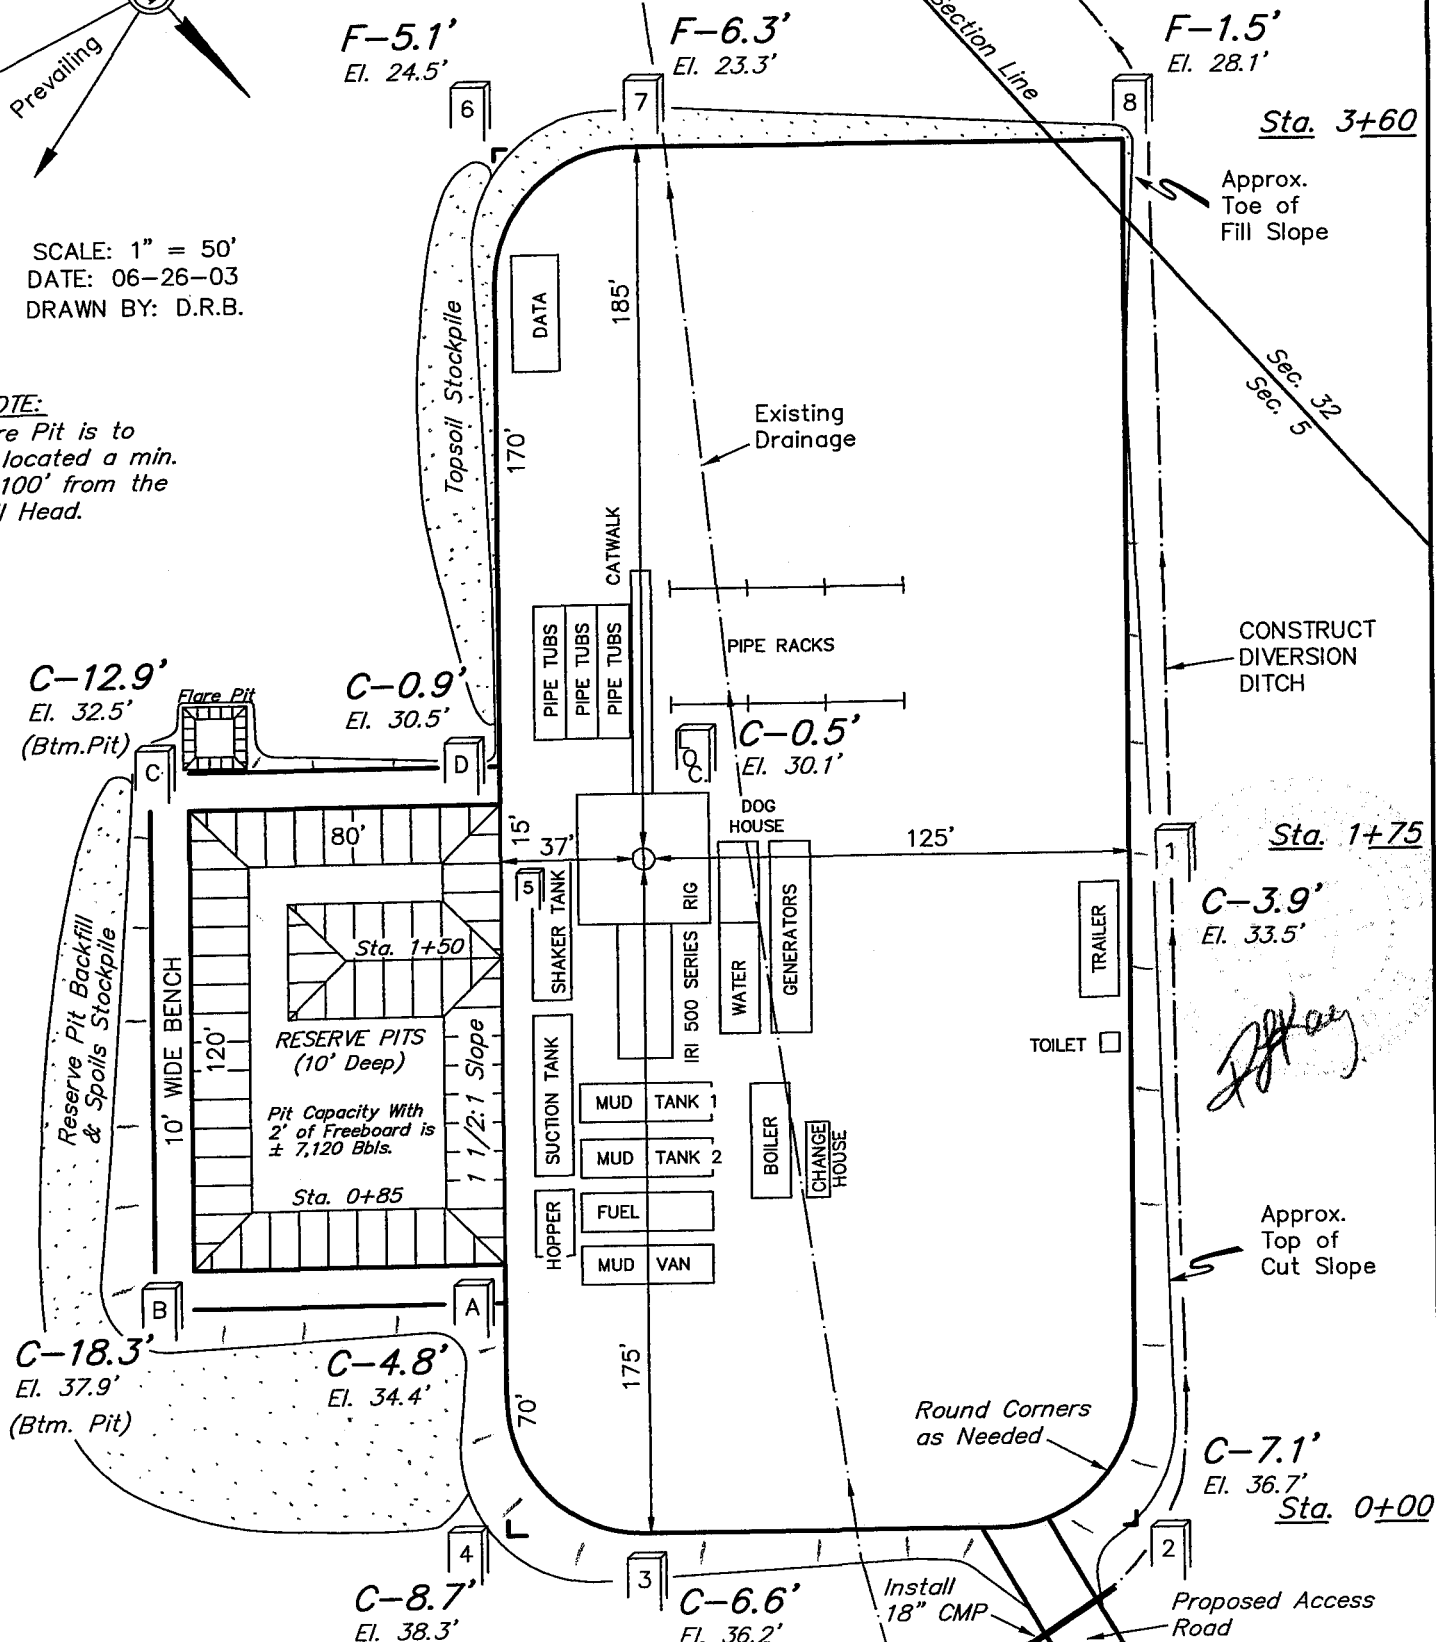 F-5.1'
El. 24.5'
F-6.3'
El. 23.3'
F-1.5'
El. 28.1'
Section Line
Prevailing
6
7
8
Sta. 3+60
Approx.
Toe of
Fill Slope
SCALE: 1" = 50'
DATE: 06-26-03
DRAWN BY: D.R.B.
DATA
185'
Topsoil Stockpile
170'
Existing
Drainage
Sec. 32
Sec. 5
OTE:
re Pit is to
located a min.
100' from the
ll Head.
CATWALK
PIPE TUBS
PIPE TUBS
PIPE TUBS
PIPE RACKS
CONSTRUCT
DIVERSION
DITCH
C-12.9'
El. 32.5'
(Btm.Pit)
Flare Pit
C-0.9'
El. 30.5'
LOC.
C-0.5'
El. 30.1'
C
D
DOG
HOUSE
80'
15'
37'
125'
Sta. 1+75
1
5
C-3.9'
El. 33.5'
Reserve Pit Backfill
& Spoils Stockpile
10' WIDE BENCH
120'
Sta. 1+50
RESERVE PITS
(10' Deep)
Pit Capacity With
2' of Freeboard is
± 7,120 Bbls.
Sta. 0+85
1 1/2:1 Slope
SHAKER TANK
SUCTION TANK
HOPPER
IRI 500 SERIES RIG
WATER
GENERATORS
TRAILER
TOILET
MUD TANK 1
MUD TANK 2
FUEL
MUD VAN
BOILER
CHANGE
HOUSE
Approx.
Top of
Cut Slope
B
A
C-18.3'
El. 37.9'
(Btm. Pit)
C-4.8'
El. 34.4'
175'
70'
Round Corners
as Needed
C-7.1'
El. 36.7'
Sta. 0+00
4
3
2
C-8.7'
El. 38.3'
C-6.6'
El. 36.2'
Install
18" CMP
Proposed Access
Road